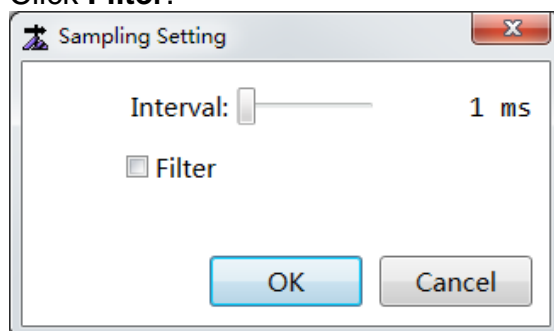 Click Filter.
Sampling Setting
Interval: 1 ms
Filter
OK Cancel